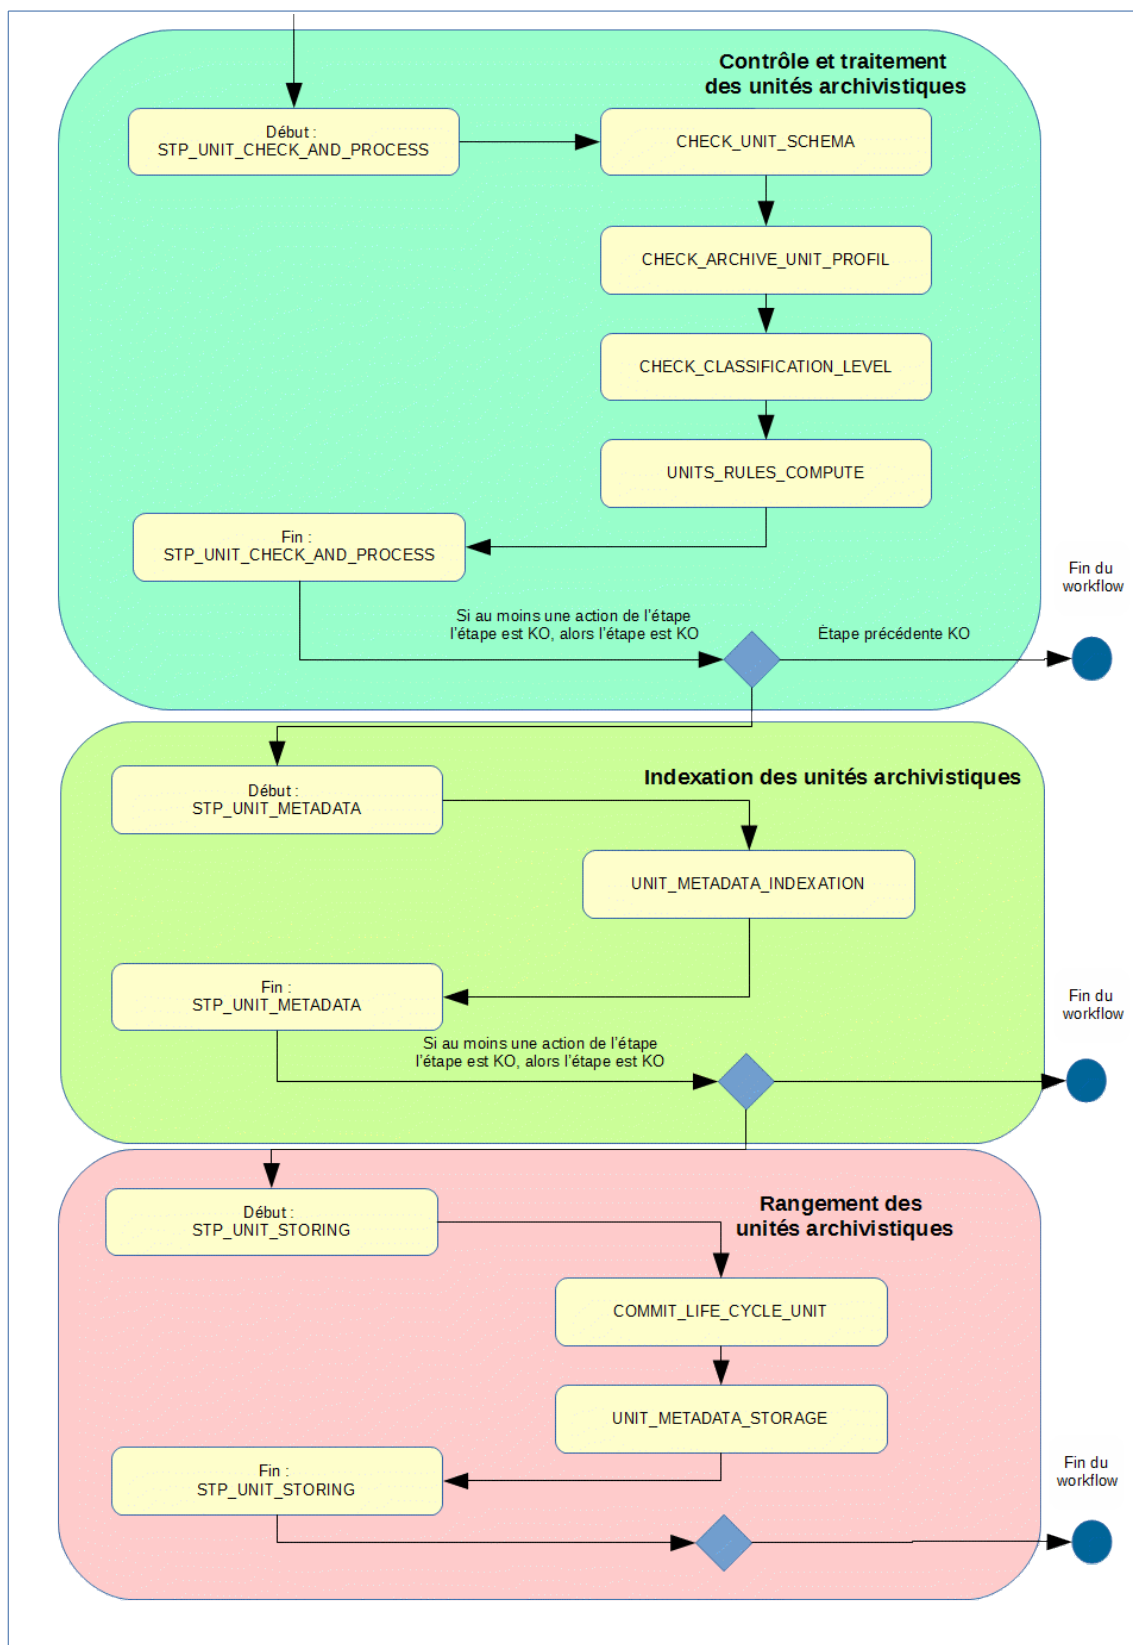 Contrôle et traitement
des unités archivistiques
Début :
STP_UNIT_CHECK_AND_PROCESS
CHECK_UNIT_SCHEMA
CHECK_ARCHIVE_UNIT_PROFIL
CHECK_CLASSIFICATION_LEVEL
UNITS_RULES_COMPUTE
Fin :
STP_UNIT_CHECK_AND_PROCESS
Fin du
workflow
Si au moins une action de l'étape
l'étape est KO, alors l'étape est KO
Étape précédente KO
Indexation des unités archivistiques
Début :
STP_UNIT_METADATA
UNIT_METADATA_INDEXATION
Fin :
STP_UNIT_METADATA
Fin du
workflow
Si au moins une action de l'étape
l'étape est KO, alors l'étape est KO
Rangement des
unités archivistiques
Début :
STP_UNIT_STORING
COMMIT_LIFE_CYCLE_UNIT
UNIT_METADATA_STORAGE
Fin :
STP_UNIT_STORING
Fin du
workflow